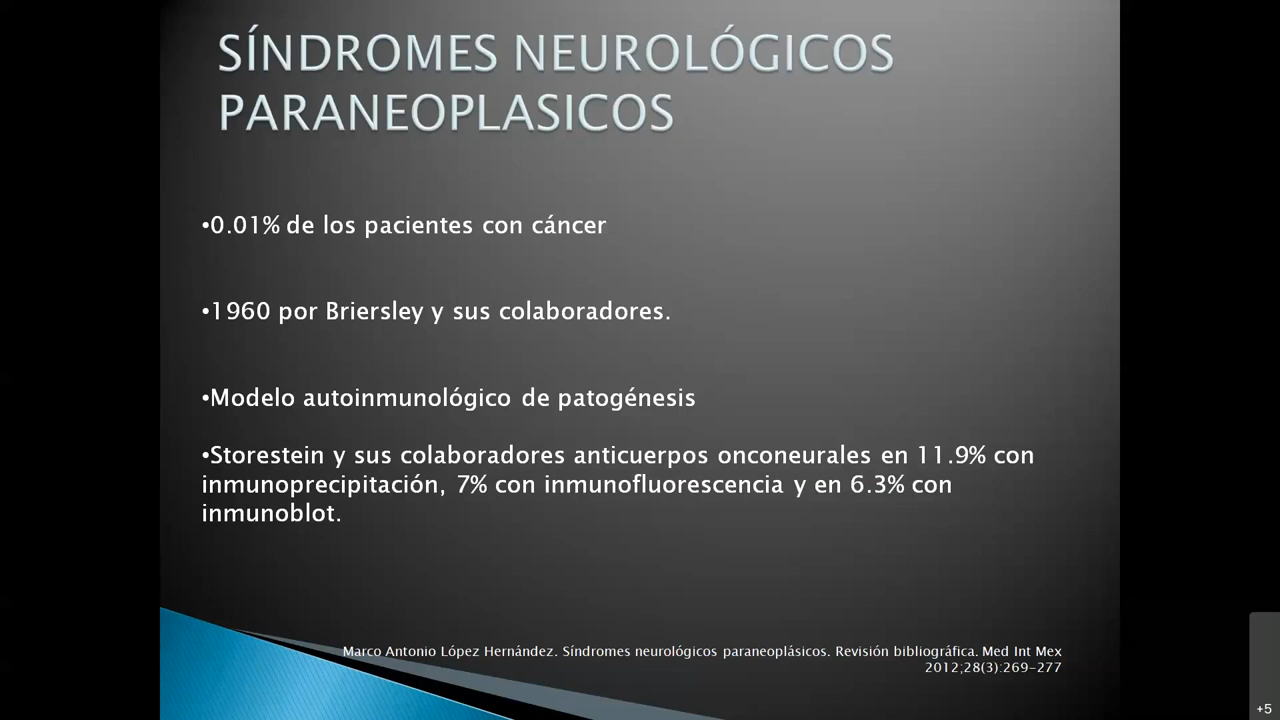 SÍNDROMES NEUROLÓGICOS
PARANEOPLASICOS
•0.01% de los pacientes con cáncer
•1960 por Briersley y sus colaboradores.
•Modelo autoinmunológico de patogénesis
•Storestein y sus colaboradores anticuerpos onconeurales en 11.9% con
inmunoprecipitación, 7% con inmunofluorescencia y en 6.3% con
inmunoblot.
Marco Antonio López Hernández. Síndromes neurológicos paraneoplásicos. Revisión bibliográfica. Med Int Mex
2012;28(3):269-277
+5